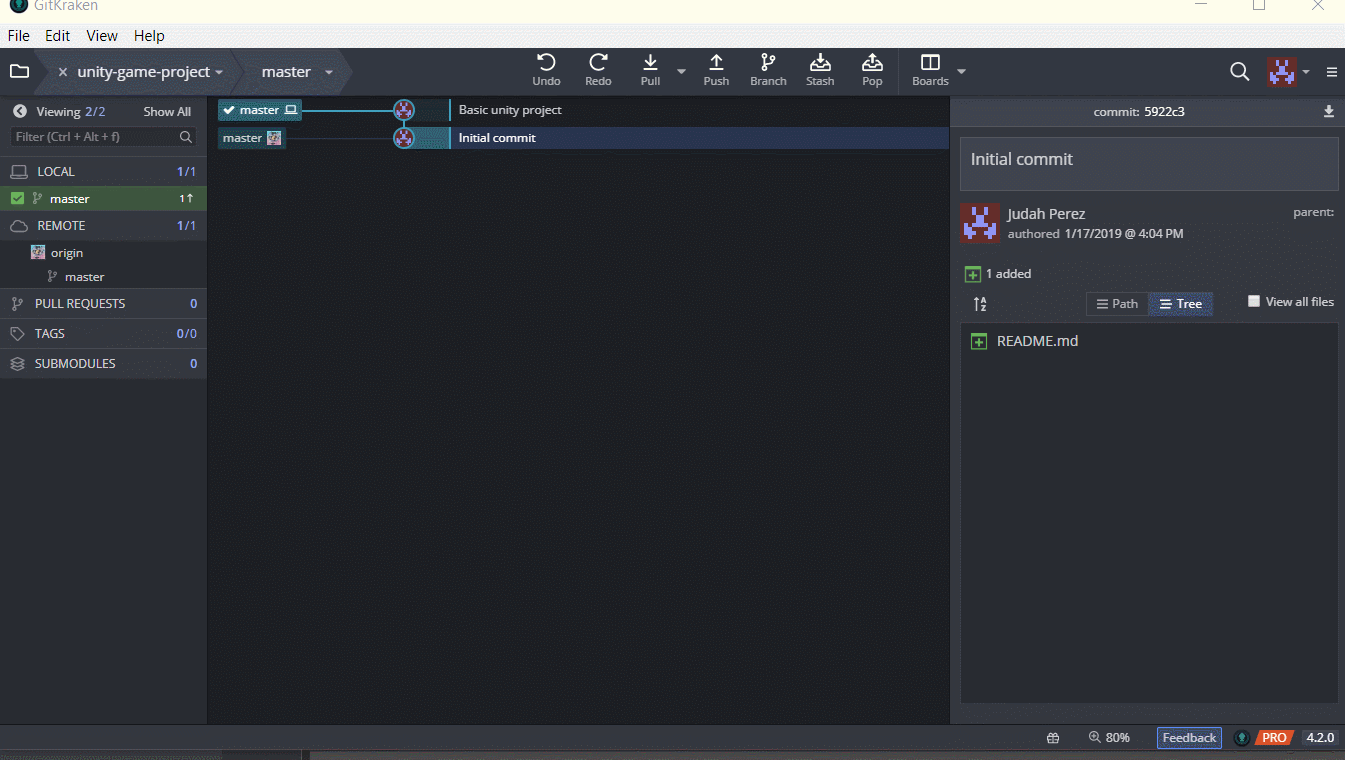 GitKraken
File Edit View Help
unity-game-project master
Undo Redo Pull Push Branch Stash Pop Boards
Viewing 2/2 Show All
Filter (Ctrl + Alt + f)
LOCAL 1/1
master 1↑
REMOTE 1/1
origin
master
PULL REQUESTS 0
TAGS 0/0
SUBMODULES 0
master Basic unity project
master Initial commit
commit: 5922c3
Initial commit
Judah Perez parent:
authored 1/17/2019 @ 4:04 PM
1 added
A Z Path Tree View all files
README.md
80% Feedback PRO 4.2.0